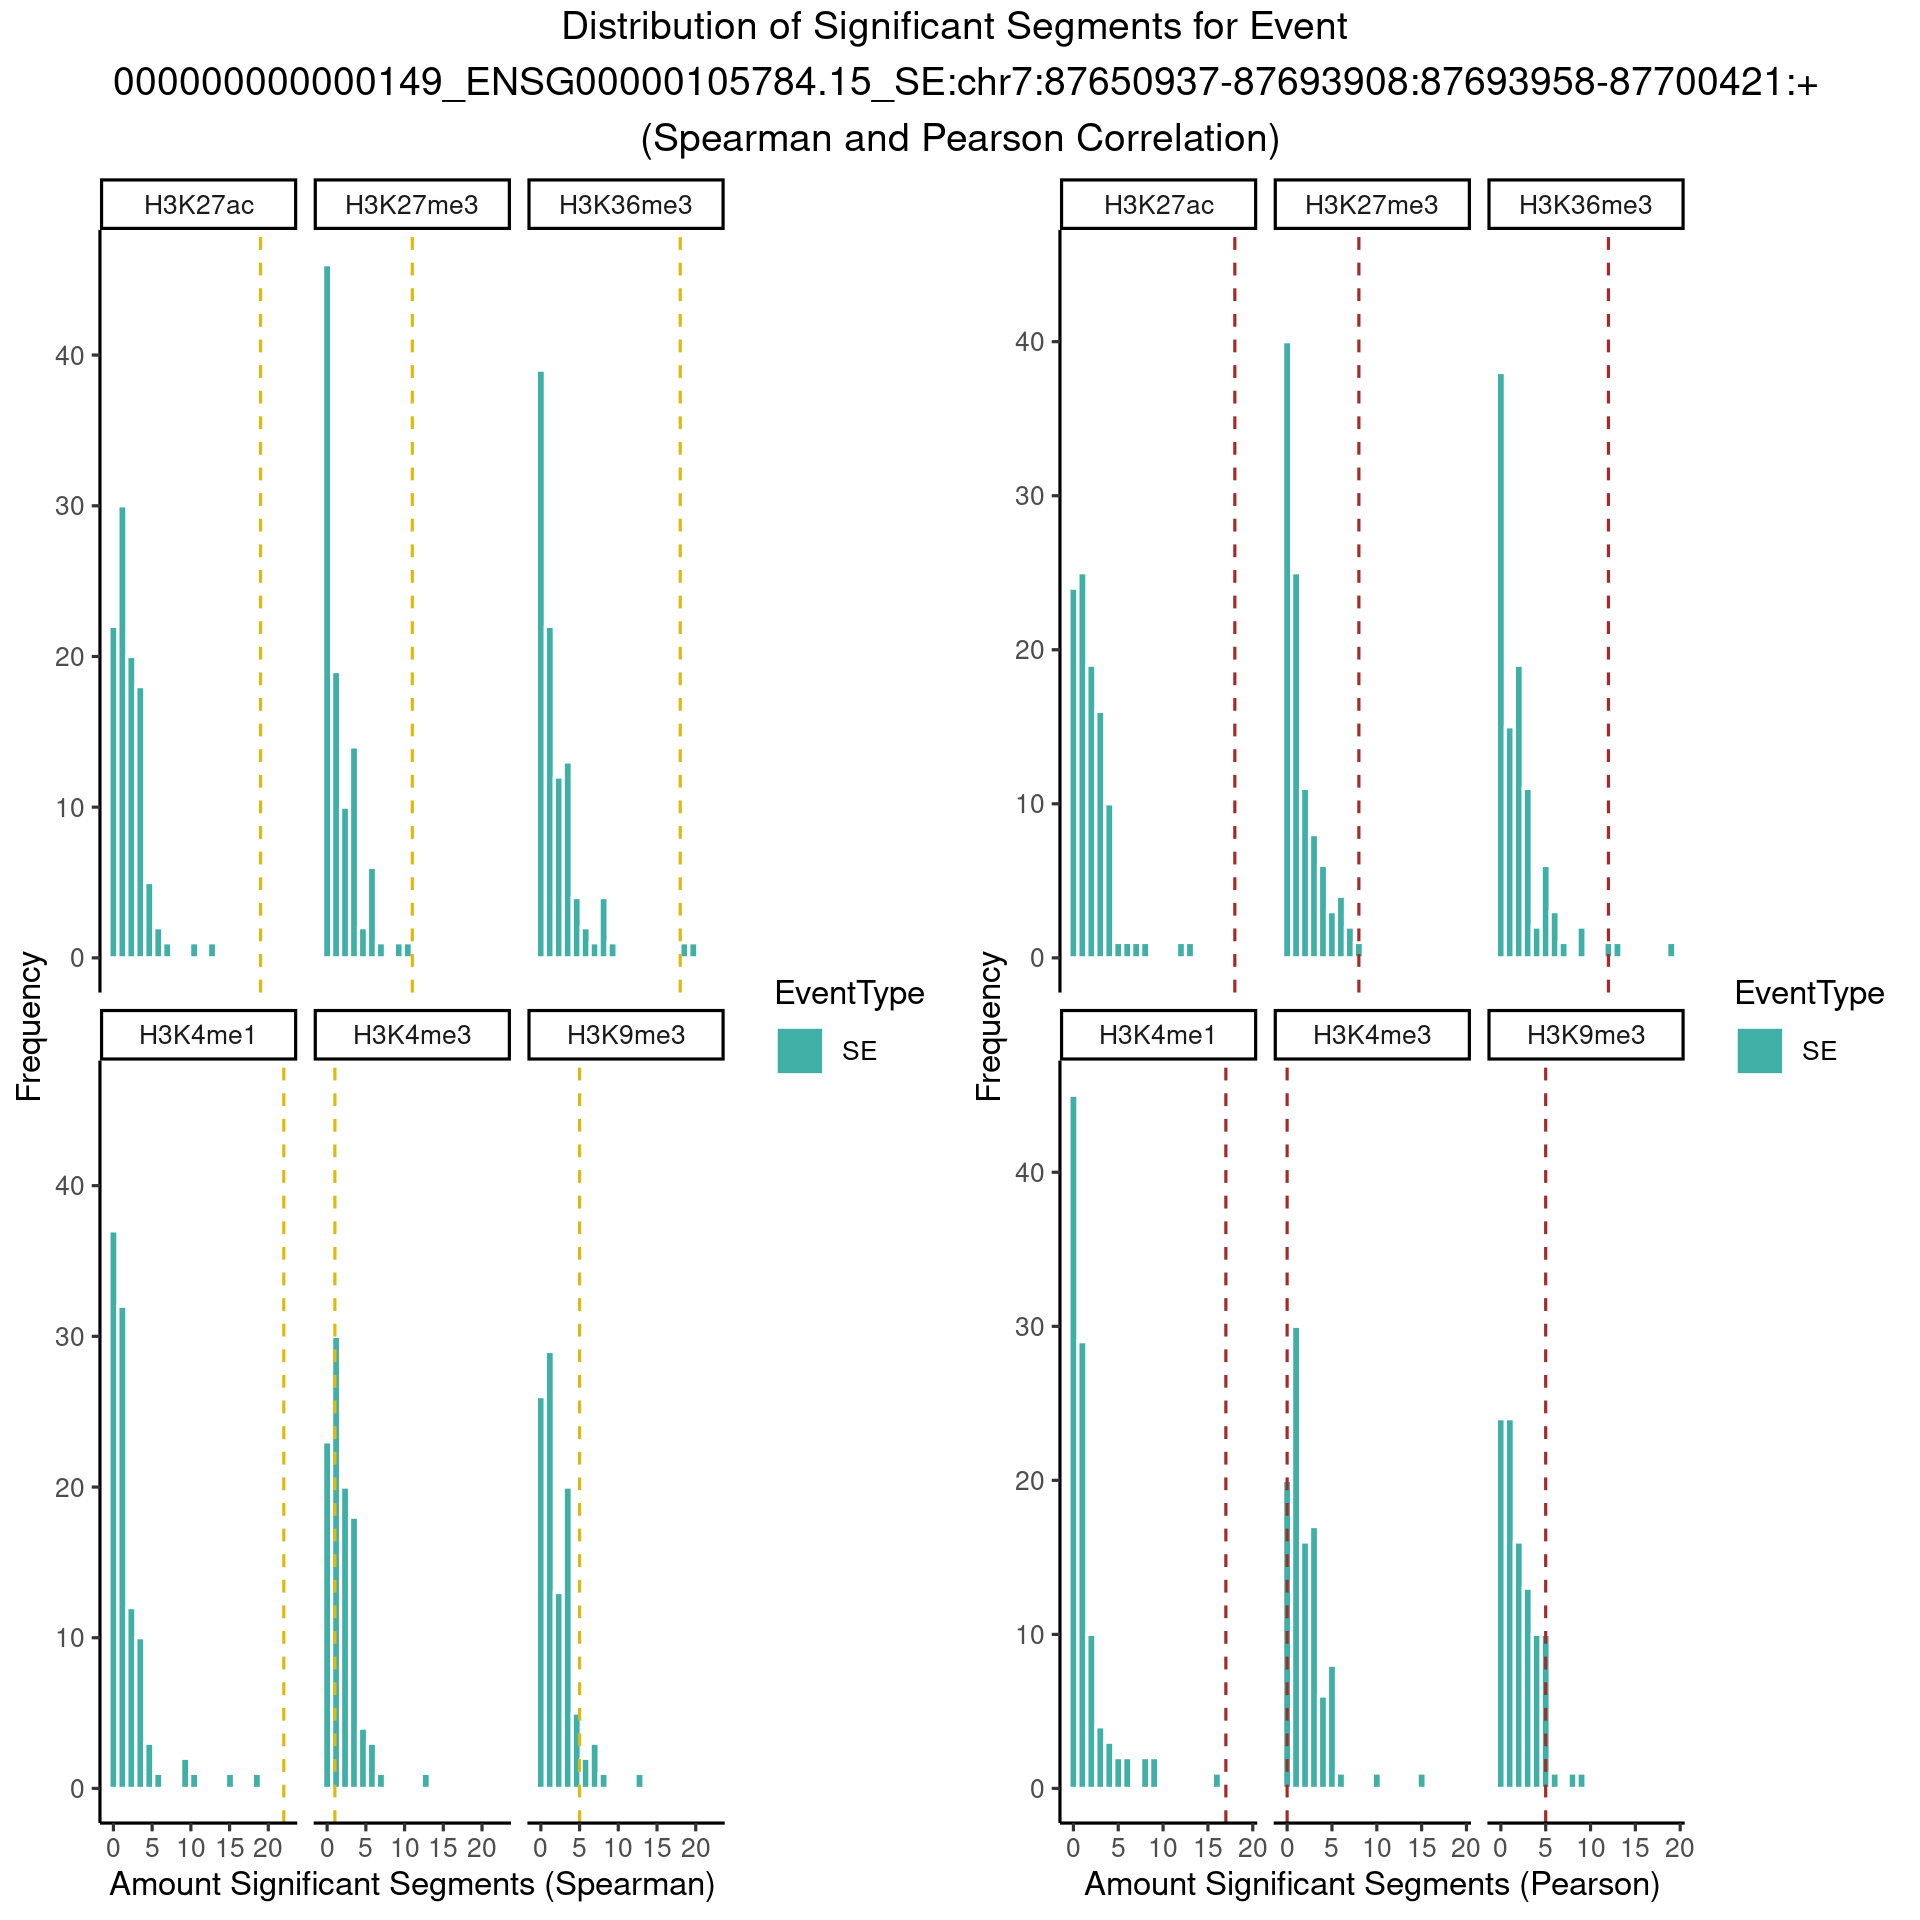 Distribution of Significant Segments for Event
000000000000149_ENSG00000105784.15_SE:chr7:87650937-87693908:87693958-87700421:+
(Spearman and Pearson Correlation)
H3K27ac H3K27me3 H3K36me3
40
30
20
10
0
H3K4me1 H3K4me3 H3K9me3
40
30
20
10
0
0 5 10 15 20 0 5 10 15 20 0 5 10 15 20
Amount Significant Segments (Spearman)
Frequency
EventType
SE
H3K27ac H3K27me3 H3K36me3
40
30
20
10
0
H3K4me1 H3K4me3 H3K9me3
40
30
20
10
0
0 5 10 15 20 0 5 10 15 20 0 5 10 15 20
Amount Significant Segments (Pearson)
Frequency
EventType
SE